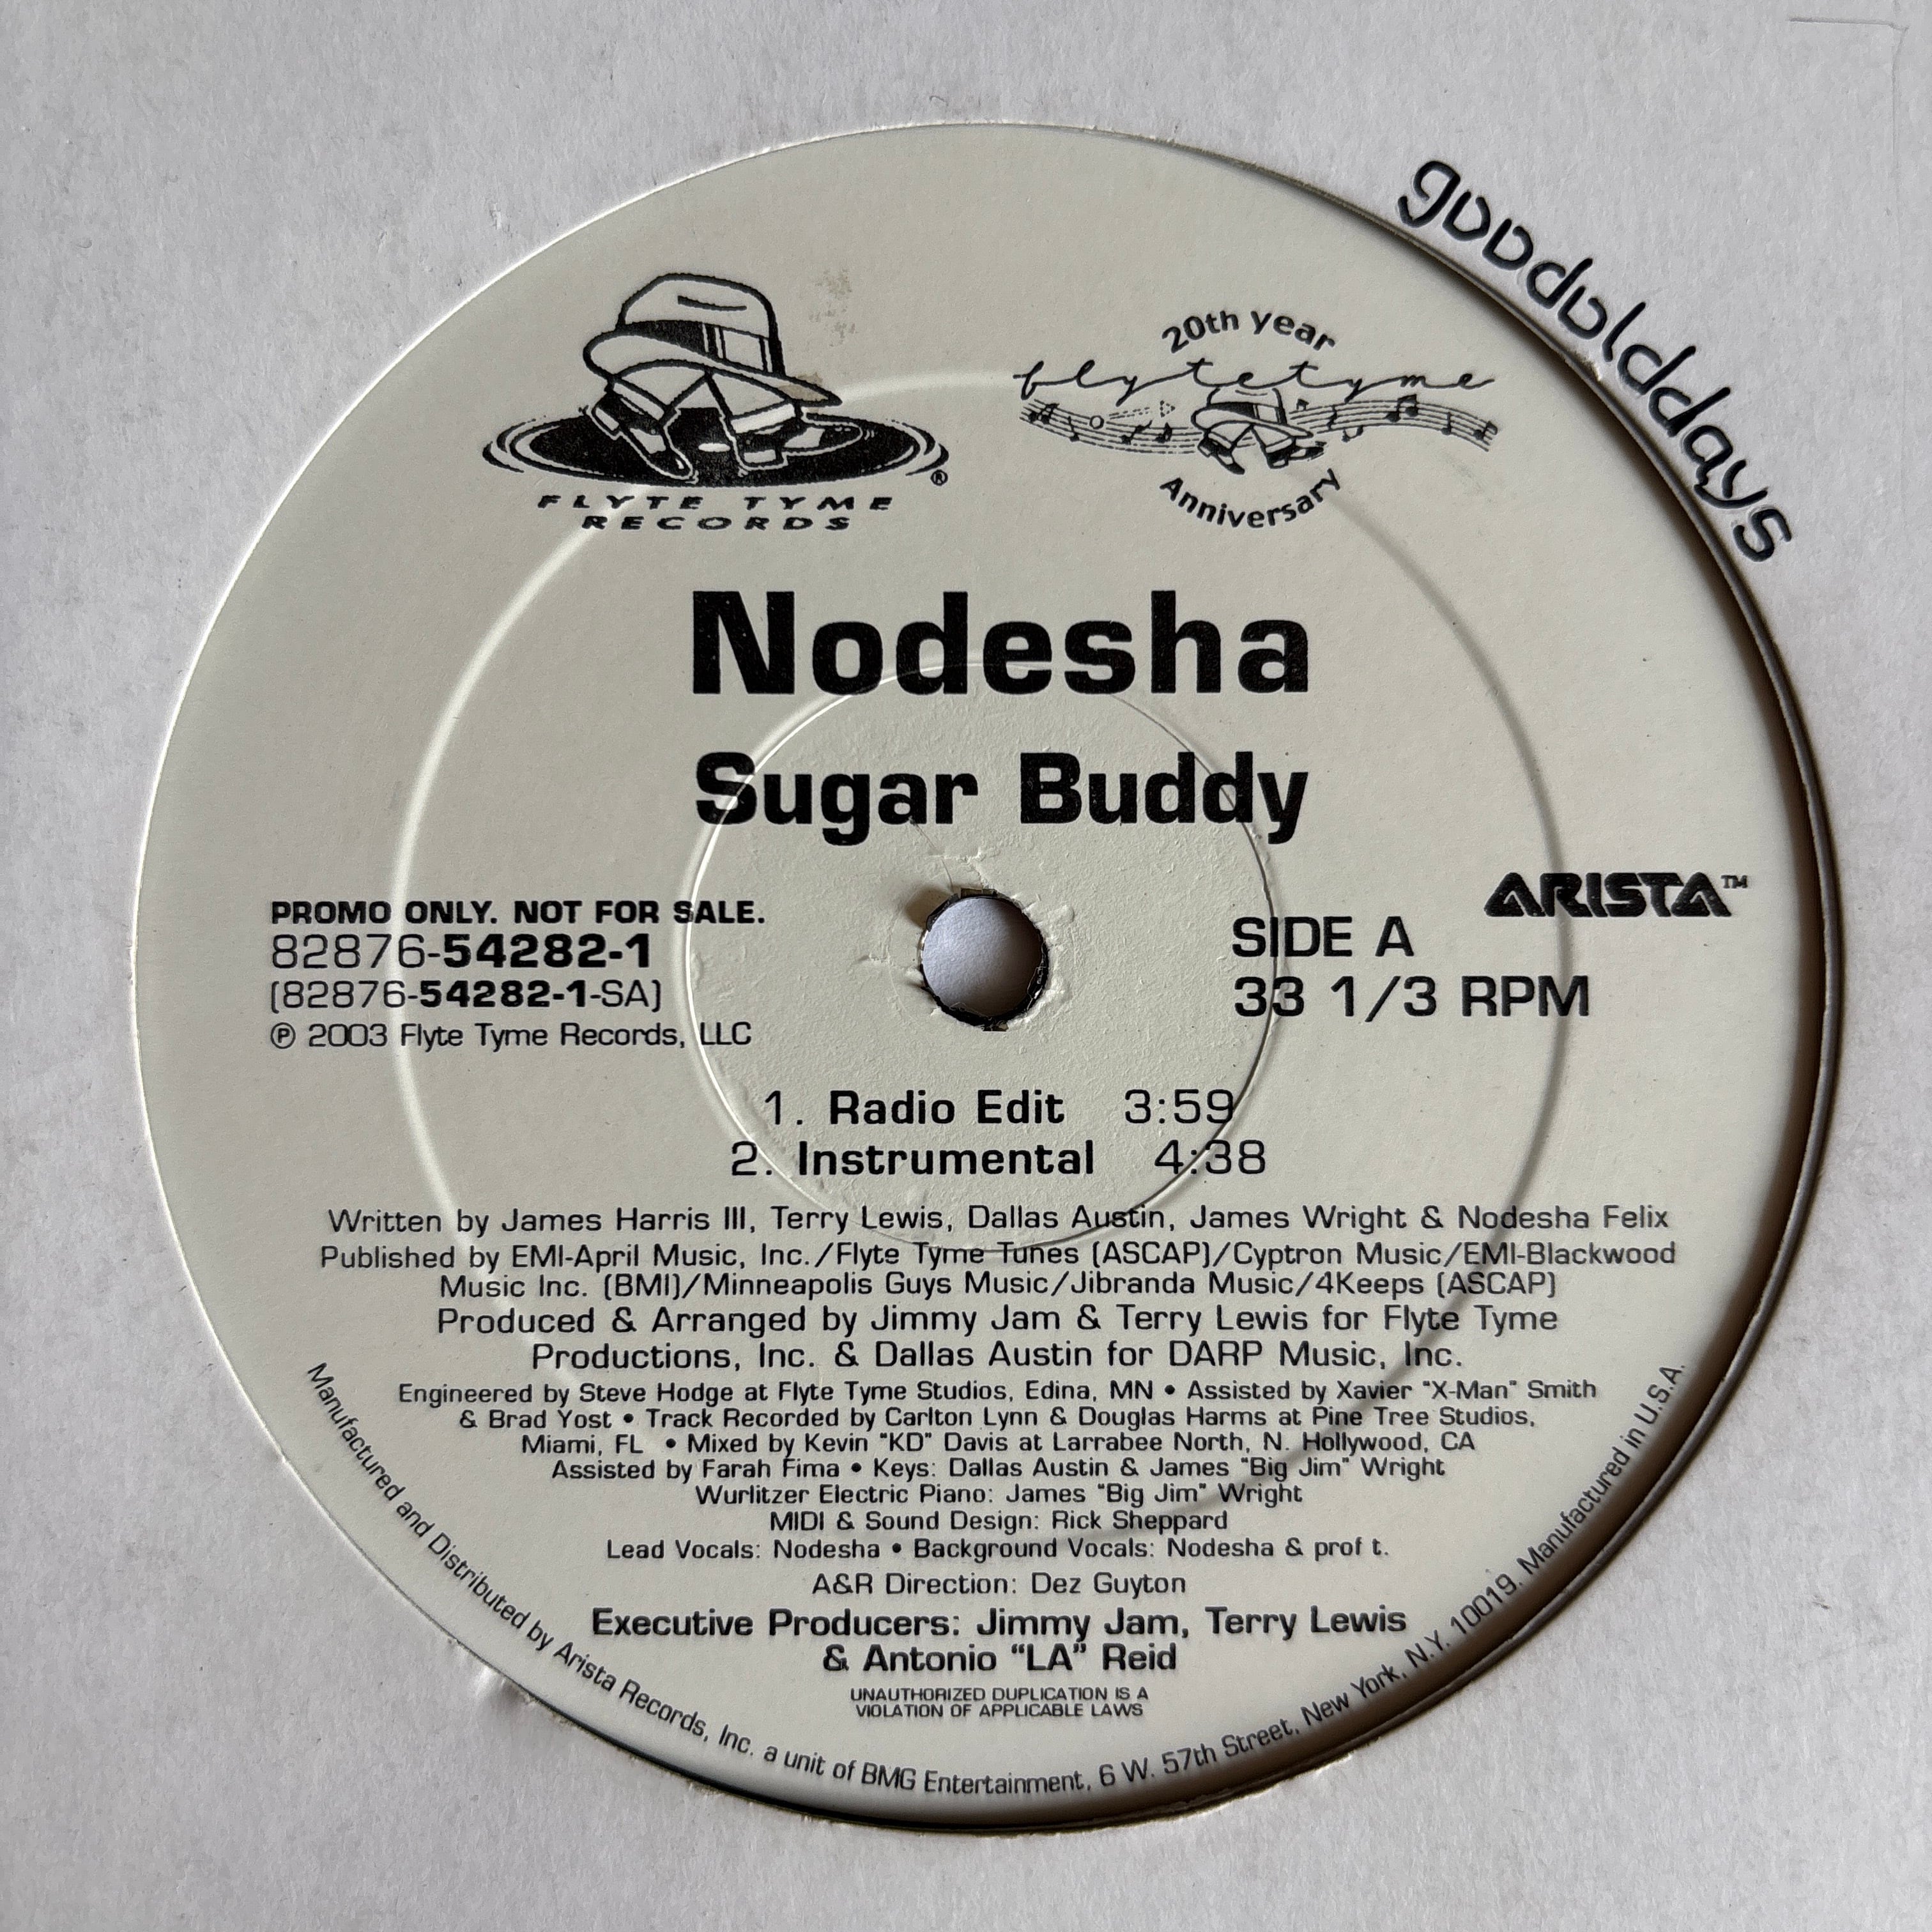 goodolddays
FLYTE TYME
RECORDS
®
20th year
flytetyme
Anniversary
Nodesha
Sugar Buddy
ARISTA™
PROMO ONLY. NOT FOR SALE.
82876-54282-1
(82876-54282-1-SA)
℗ 2003 Flyte Tyme Records, LLC
SIDE A
33 1/3 RPM
1. Radio Edit 3:59
2. Instrumental 4:38
Written by James Harris III, Terry Lewis, Dallas Austin, James Wright & Nodesha Felix
Published by EMI-April Music, Inc./Flyte Tyme Tunes (ASCAP)/Cyptron Music/EMI-Blackwood
Music Inc. (BMI)/Minneapolis Guys Music/Jibranda Music/4Keeps (ASCAP)
Produced & Arranged by Jimmy Jam & Terry Lewis for Flyte Tyme
Productions, Inc. & Dallas Austin for DARP Music, Inc.
Engineered by Steve Hodge at Flyte Tyme Studios, Edina, MN • Assisted by Xavier "X-Man" Smith
& Brad Yost • Track Recorded by Carlton Lynn & Douglas Harms at Pine Tree Studios,
Miami, FL • Mixed by Kevin "KD" Davis at Larrabee North, N. Hollywood, CA
Assisted by Farah Fima • Keys: Dallas Austin & James "Big Jim" Wright
Wurlitzer Electric Piano: James "Big Jim" Wright
MIDI & Sound Design: Rick Sheppard
Lead Vocals: Nodesha • Background Vocals: Nodesha & prof t.
A&R Direction: Dez Guyton
Executive Producers: Jimmy Jam, Terry Lewis
& Antonio “LA” Reid
UNAUTHORIZED DUPLICATION IS A
VIOLATION OF APPLICABLE LAWS
Manufactured and Distributed by Arista Records, Inc. a unit of BMG Entertainment, 6 W. 57th Street, New York, N.Y. 10019. Manufactured in U.S.A.